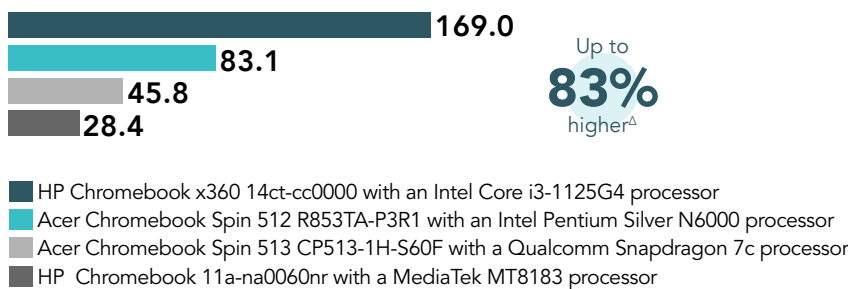 169.0
83.1
45.8
28.4
Up to
83%
higher∆
HP Chromebook x360 14ct-cc0000 with an Intel Core i3-1125G4 processor
Acer Chromebook Spin 512 R853TA-P3R1 with an Intel Pentium Silver N6000 processor
Acer Chromebook Spin 513 CP513-1H-S60F with a Qualcomm Snapdragon 7c processor
HP Chromebook 11a-na0060nr with a MediaTek MT8183 processor